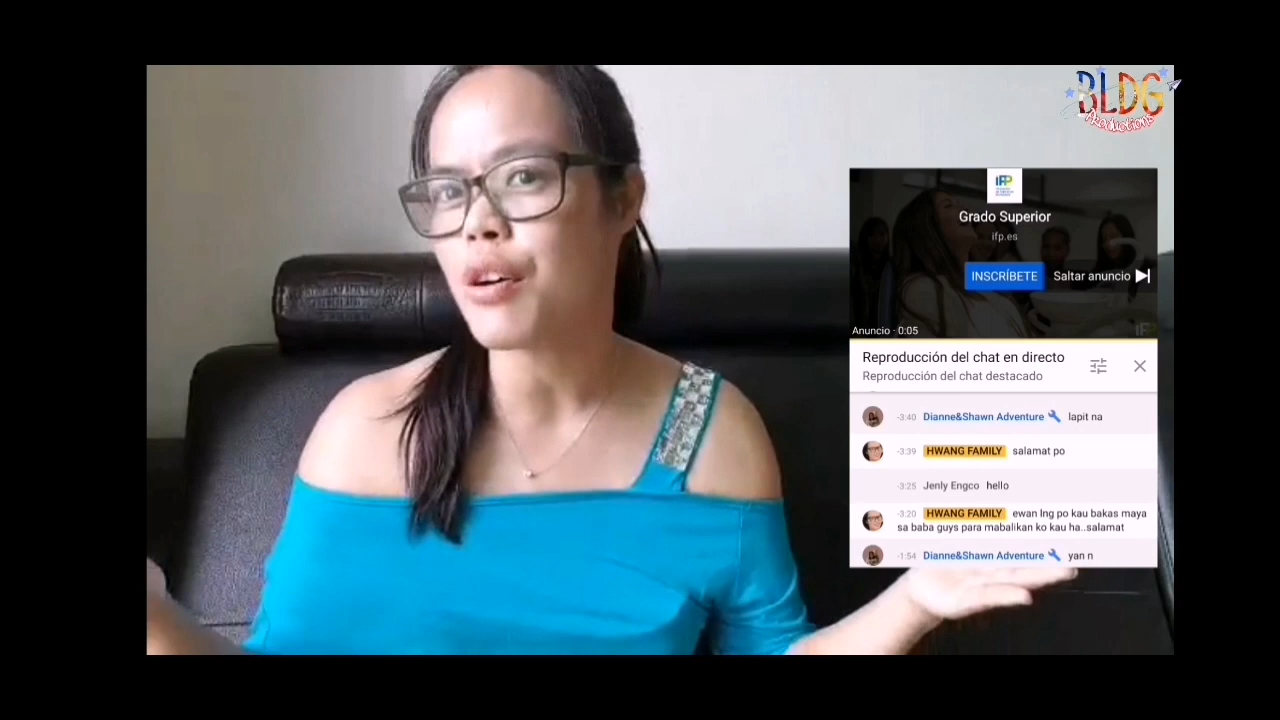 BLDG
Productions
iFP
Grado Superior
ifp.es
INSCRÍBETE Saltar anuncio
Anuncio · 0:05
Reproducción del chat en directo
Reproducción del chat destacado
-3:40 Dianne&Shawn Adventure lapit na
-3:39 HWANG FAMILY salamat po
-3:25 Jenly Engco hello
-3:20 HWANG FAMILY ewan lng po kau bakas maya
sa baba guys para mabalikan ko kau ha..salamat
-1:54 Dianne&Shawn Adventure yan n